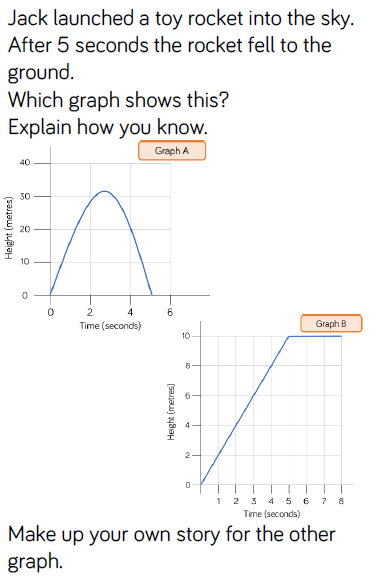 Jack launched a toy rocket into the sky.
After 5 seconds the rocket fell to the
ground.
Which graph shows this?
Explain how you know.
Graph A
Height (metres)
40
30
20
10
0
0 2 4 6
Time (seconds)
Graph B
Height (metres)
10
8
6
4
2
0
1 2 3 4 5 6 7 8
Time (seconds)
Make up your own story for the other
graph.